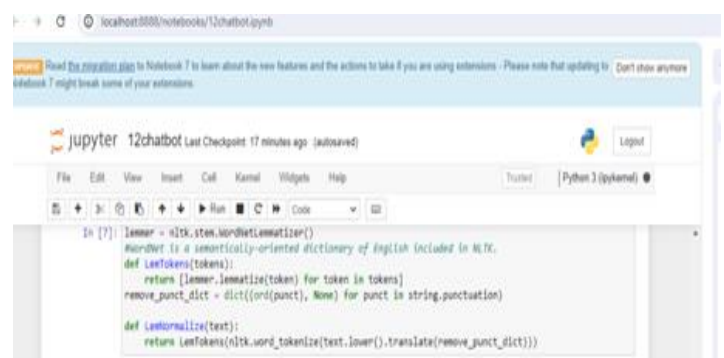 localhost:8888/notebooks/12chatbot.ipynb
UPDATE Read the migration plan to Notebook 7 to learn about the new features and the actions to take if you are using extensions - Please note that updating to Don't show anymore
Notebook 7 might break some of your extensions.
jupyter 12chatbot Last Checkpoint: 17 minutes ago (autosaved) Logout
File Edit View Insert Cell Kernel Widgets Help Trusted Python 3 (ipykernel)
Run Code
In [7]: lemmer = nltk.stem.WordNetLemmatizer()
#WordNet is a semantically-oriented dictionary of English included in NLTK.
def LemTokens(tokens):
return [lemmer.lemmatize(token) for token in tokens]
remove_punct_dict = dict((ord(punct), None) for punct in string.punctuation)
def LemNormalize(text):
return LemTokens(nltk.word_tokenize(text.lower().translate(remove_punct_dict)))